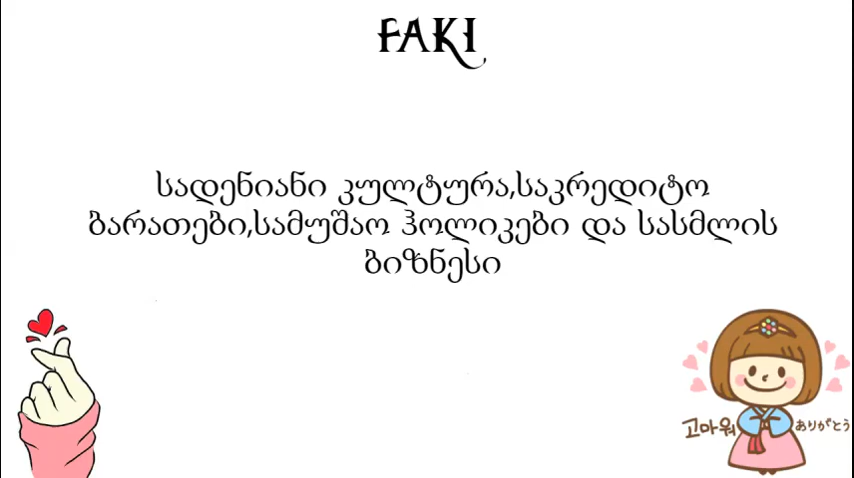 FAKI
სადენიანი კულტურა,საკრედიტო
ბარათები,სამუშაო ჰოლიკები და სასმლის
ბიზნესი
고마워
ありがとう